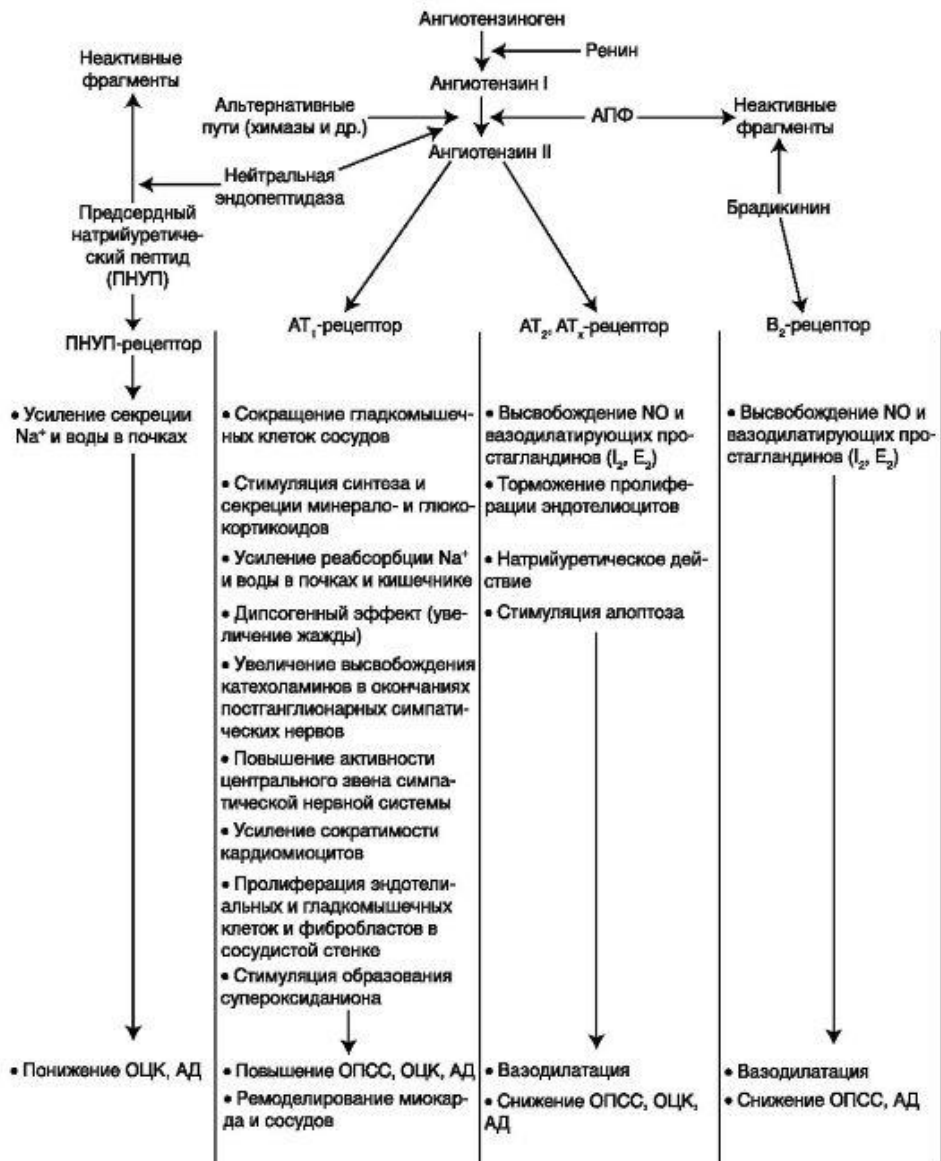 Ангиотензиноген
Ренин
Неактивные
фрагменты
Ангиотензин I
Альтернативные
пути (химазы и др.)
АПФ
Неактивные
фрагменты
Ангиотензин II
Нейтральная
эндопептидаза
Брадикинин
Предсердный
натрийуретиче-
ский пептид
(ПНУП)
ПНУП-рецептор
AT₁-рецептор
AT₂, ATₓ-рецептор
B₂-рецептор
• Усиление секреции
Na⁺ и воды в почках
• Понижение ОЦК, АД
• Сокращение гладкомышеч-
ных клеток сосудов
• Стимуляция синтеза и
секреции минерало- и глюко-
кортикоидов
• Усиление реабсорбции Na⁺
и воды в почках и кишечнике
• Дипсогенный эффект (уве-
личение жажды)
• Увеличение высвобождения
катехоламинов в окончаниях
постганглионарных симпати-
ческих нервов
• Повышение активности
центрального звена симпа-
тической нервной системы
• Усиление сократимости
кардиомиоцитов
• Пролиферация эндотели-
альных и гладкомышечных
клеток и фибробластов в
сосудистой стенке
• Стимуляция образования
супероксиданиона
• Повышение ОПСС, ОЦК, АД
• Ремоделирование миокар-
да и сосудов
• Высвобождение NO и
вазодилатирующих про-
стагландинов (I₂, E₂)
• Торможение пролифе-
рации эндотелиоцитов
• Натрийуретическое дей-
ствие
• Стимуляция апоптоза
• Вазодилатация
• Снижение ОПСС, ОЦК,
АД
• Высвобождение NO и
вазодилатирующих про-
стагландинов (I₂, E₂)
• Вазодилатация
• Снижение ОПСС, АД